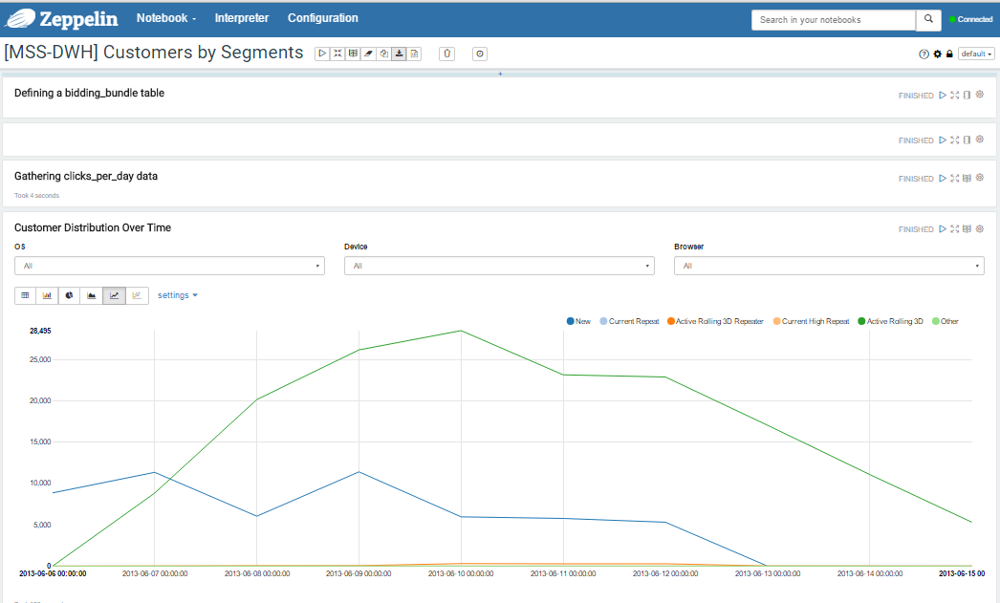 Zeppelin Notebook Interpreter Configuration Search in your notebooks Connected
[MSS-DWH] Customers by Segments default
+
Defining a bidding_bundle table FINISHED
FINISHED
Gathering clicks_per_day data FINISHED
Took 4 seconds
Customer Distribution Over Time FINISHED
OS Device Browser
All All All
settings
New Current Repeat Active Rolling 3D Repeater Current High Repeat Active Rolling 3D Other
28,495
25,000
20,000
15,000
10,000
5,000
0
2013-06-06 00:00:00 2013-06-07 00:00:00 2013-06-08 00:00:00 2013-06-09 00:00:00 2013-06-10 00:00:00 2013-06-11 00:00:00 2013-06-12 00:00:00 2013-06-13 00:00:00 2013-06-14 00:00:00 2013-06-15 00